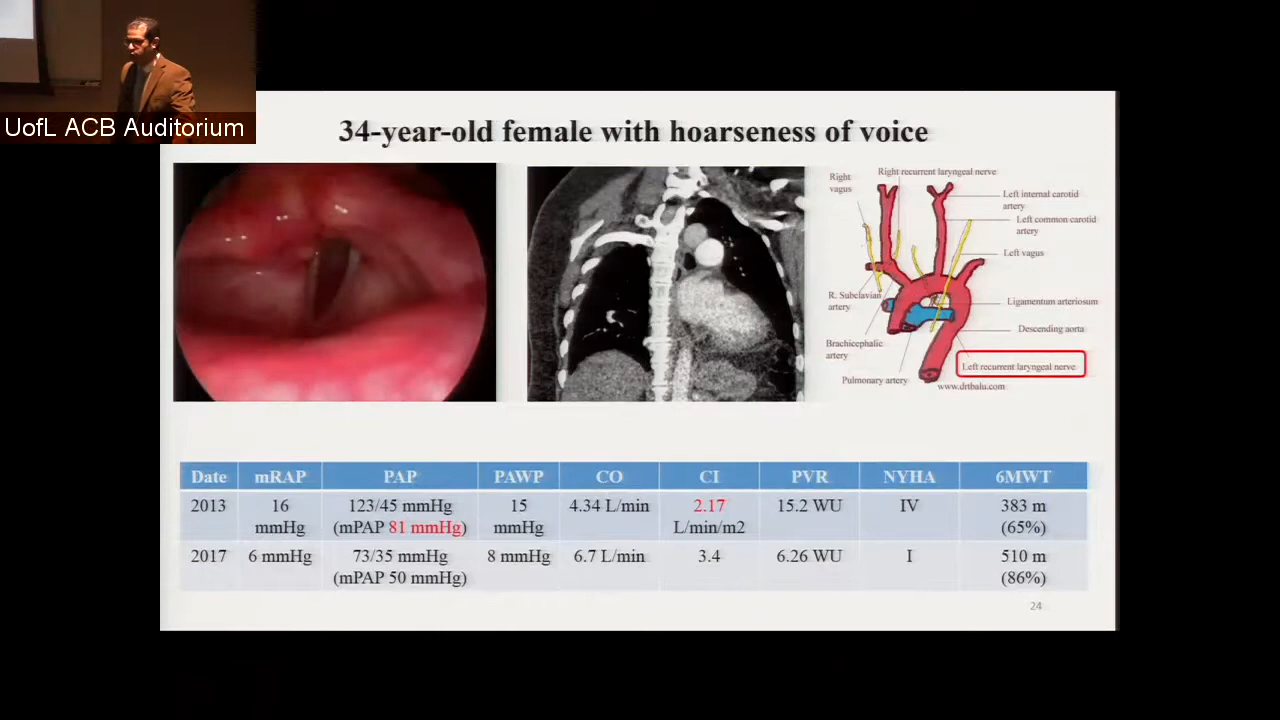 UofL ACB Auditorium
34-year-old female with hoarseness of voice
Right
vagus
Right recurrent laryngeal nerve
Left internal carotid
artery
Left common carotid
artery
Left vagus
R. Subclavian
artery
Ligamentum arteriosum
Descending aorta
Brachicephalic
artery
Left recurrent laryngeal nerve
Pulmonary artery
www.drtbalu.com
Date mRAP PAP PAWP CO CI PVR NYHA 6MWT
2013 16 123/45 mmHg 15 4.34 L/min 2.17 15.2 WU IV 383 m
mmHg (mPAP 81 mmHg) mmHg L/min/m2 (65%)
2017 6 mmHg 73/35 mmHg 8 mmHg 6.7 L/min 3.4 6.26 WU I 510 m
(mPAP 50 mmHg) (86%)
24